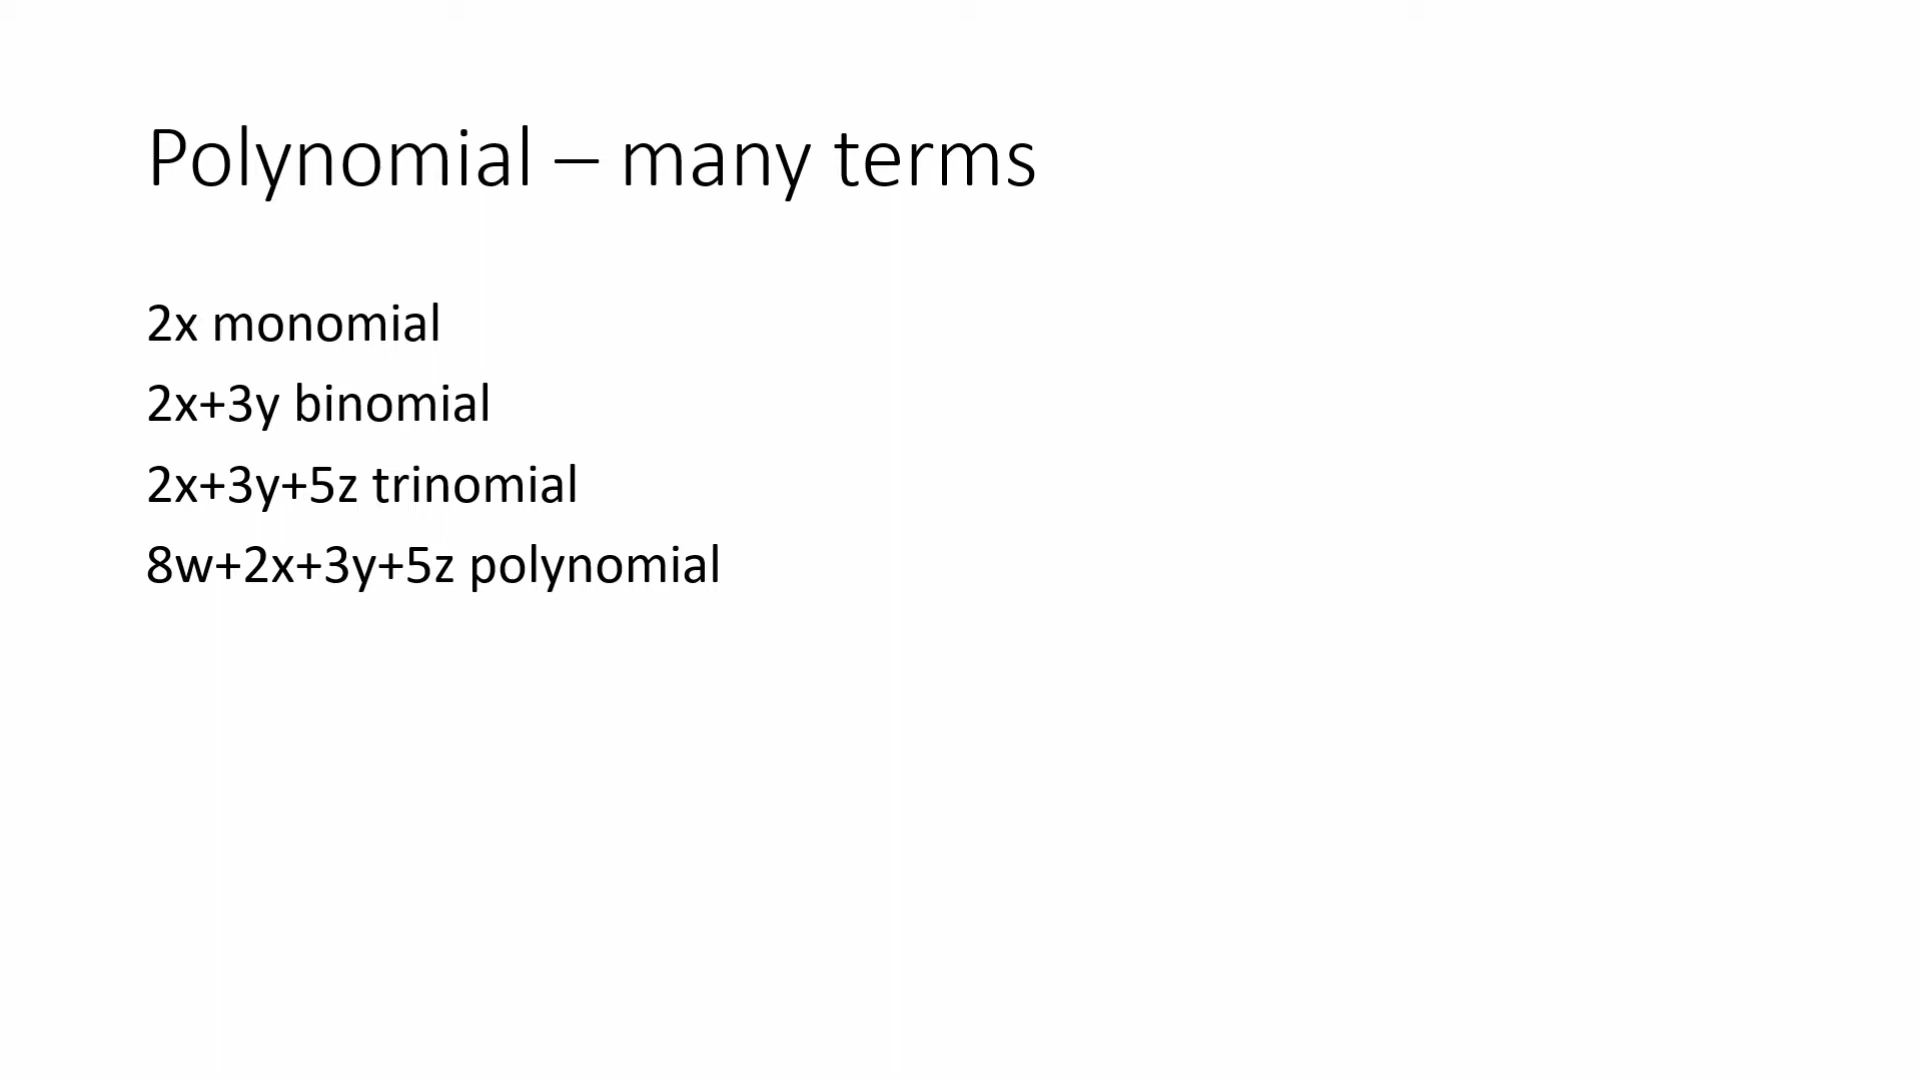 Polynomial – many terms
2x monomial
2x+3y binomial
2x+3y+5z trinomial
8w+2x+3y+5z polynomial